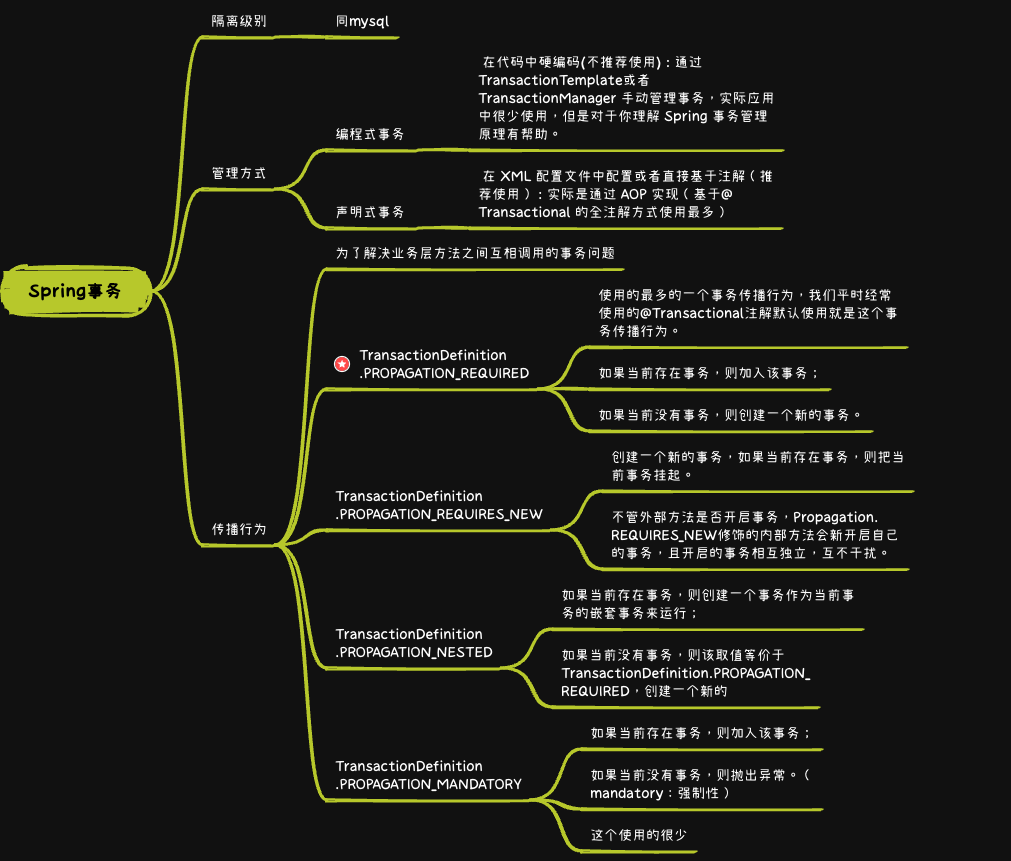 Spring事务
隔离级别
同mysql
管理方式
编程式事务
在代码中硬编码(不推荐使用) : 通过
TransactionTemplate或者
TransactionManager 手动管理事务，实际应用
中很少使用，但是对于你理解 Spring 事务管理
原理有帮助。
声明式事务
在 XML 配置文件中配置或者直接基于注解（推
荐使用） : 实际是通过 AOP 实现（基于@
Transactional 的全注解方式使用最多）
传播行为
为了解决业务层方法之间互相调用的事务问题
TransactionDefinition
.PROPAGATION_REQUIRED
使用的最多的一个事务传播行为，我们平时经常
使用的@Transactional注解默认使用就是这个事
务传播行为。
如果当前存在事务，则加入该事务；
如果当前没有事务，则创建一个新的事务。
TransactionDefinition
.PROPAGATION_REQUIRES_NEW
创建一个新的事务，如果当前存在事务，则把当
前事务挂起。
不管外部方法是否开启事务，Propagation.
REQUIRES_NEW修饰的内部方法会新开启自己
的事务，且开启的事务相互独立，互不干扰。
TransactionDefinition
.PROPAGATION_NESTED
如果当前存在事务，则创建一个事务作为当前事
务的嵌套事务来运行；
如果当前没有事务，则该取值等价于
TransactionDefinition.PROPAGATION_
REQUIRED，创建一个新的
TransactionDefinition
.PROPAGATION_MANDATORY
如果当前存在事务，则加入该事务；
如果当前没有事务，则抛出异常。（
mandatory：强制性）
这个使用的很少